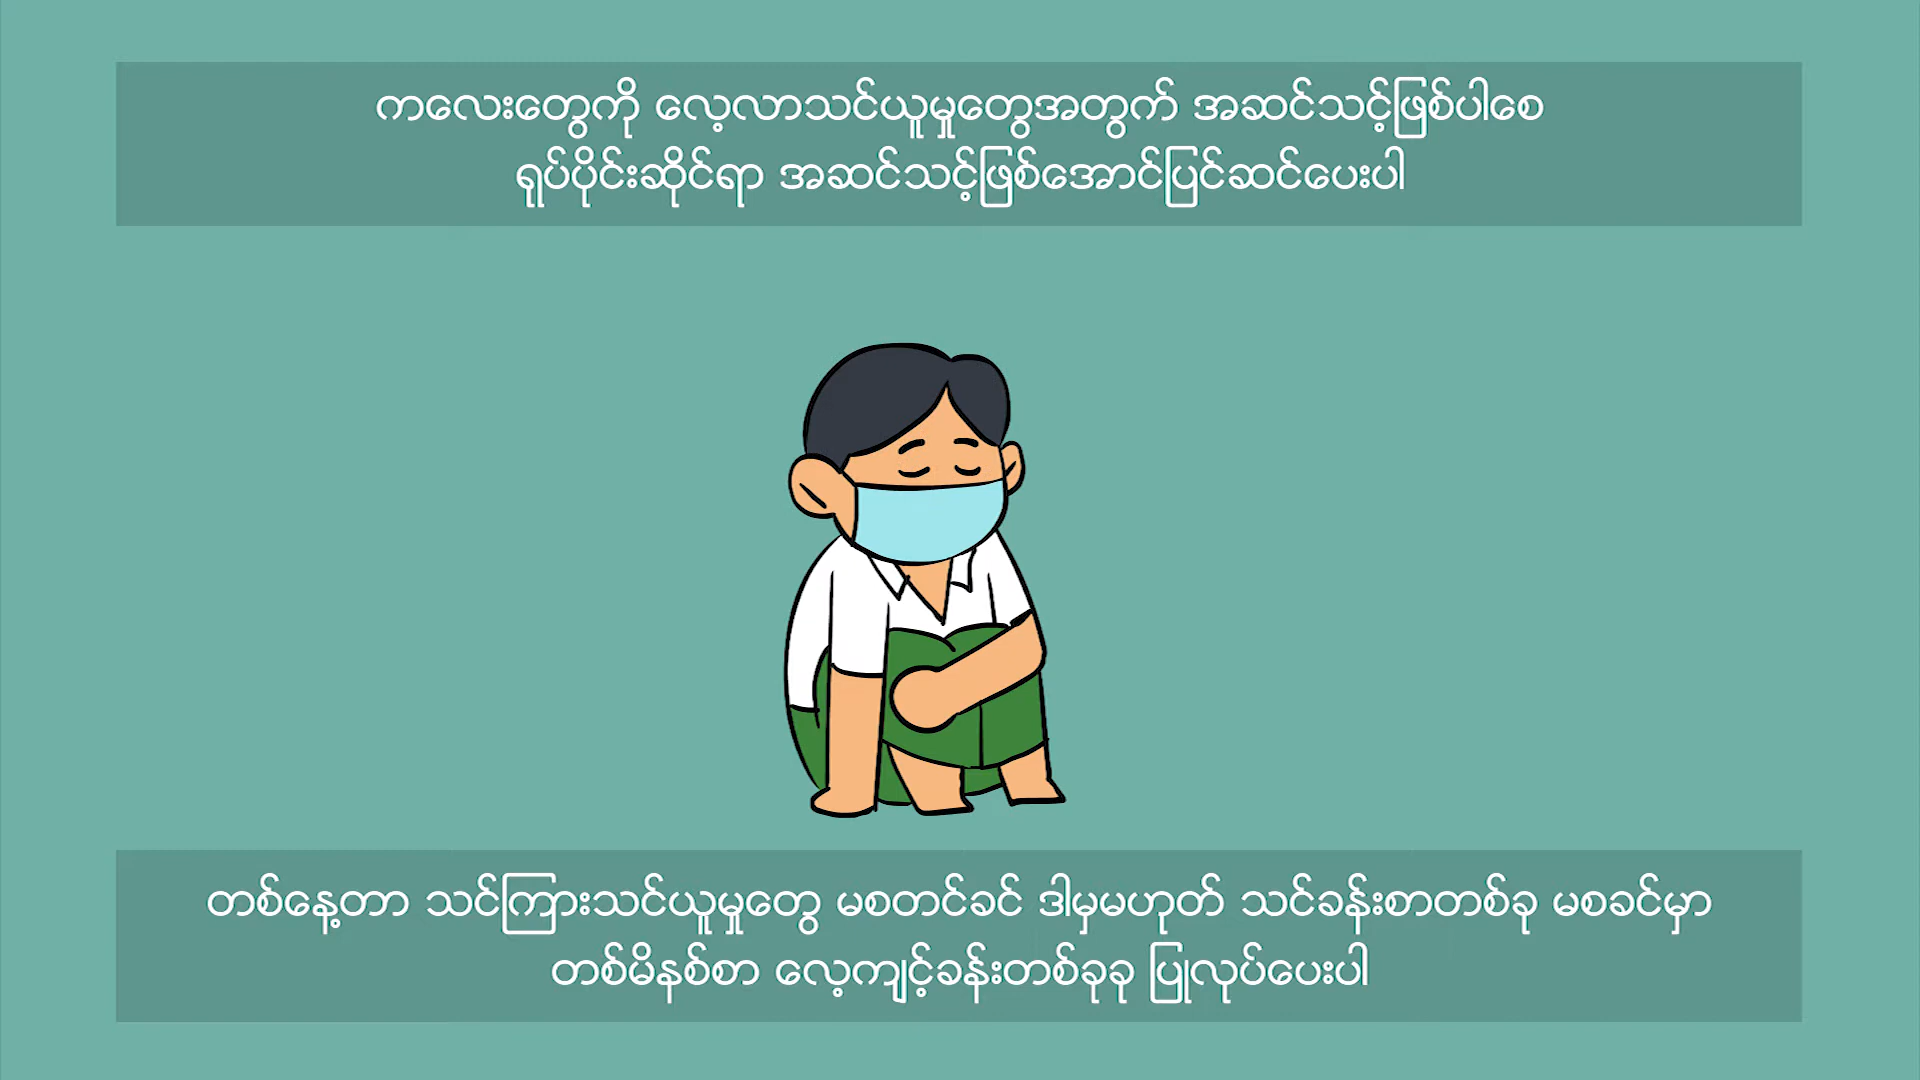 ကလေးတွေကို လေ့လာသင်ယူမှုတွေအတွက် အဆင်သင့်ဖြစ်ပါစေ
ရုပ်ပိုင်းဆိုင်ရာ အဆင်သင့်ဖြစ်အောင်ပြင်ဆင်ပေးပါ
တစ်နေ့တာ သင်ကြားသင်ယူမှုတွေ မစတင်ခင် ဒါမှမဟုတ် သင်ခန်းစာတစ်ခု မစခင်မှာ
တစ်မိနစ်စာ လေ့ကျင့်ခန်းတစ်ခုခု ပြုလုပ်ပေးပါ